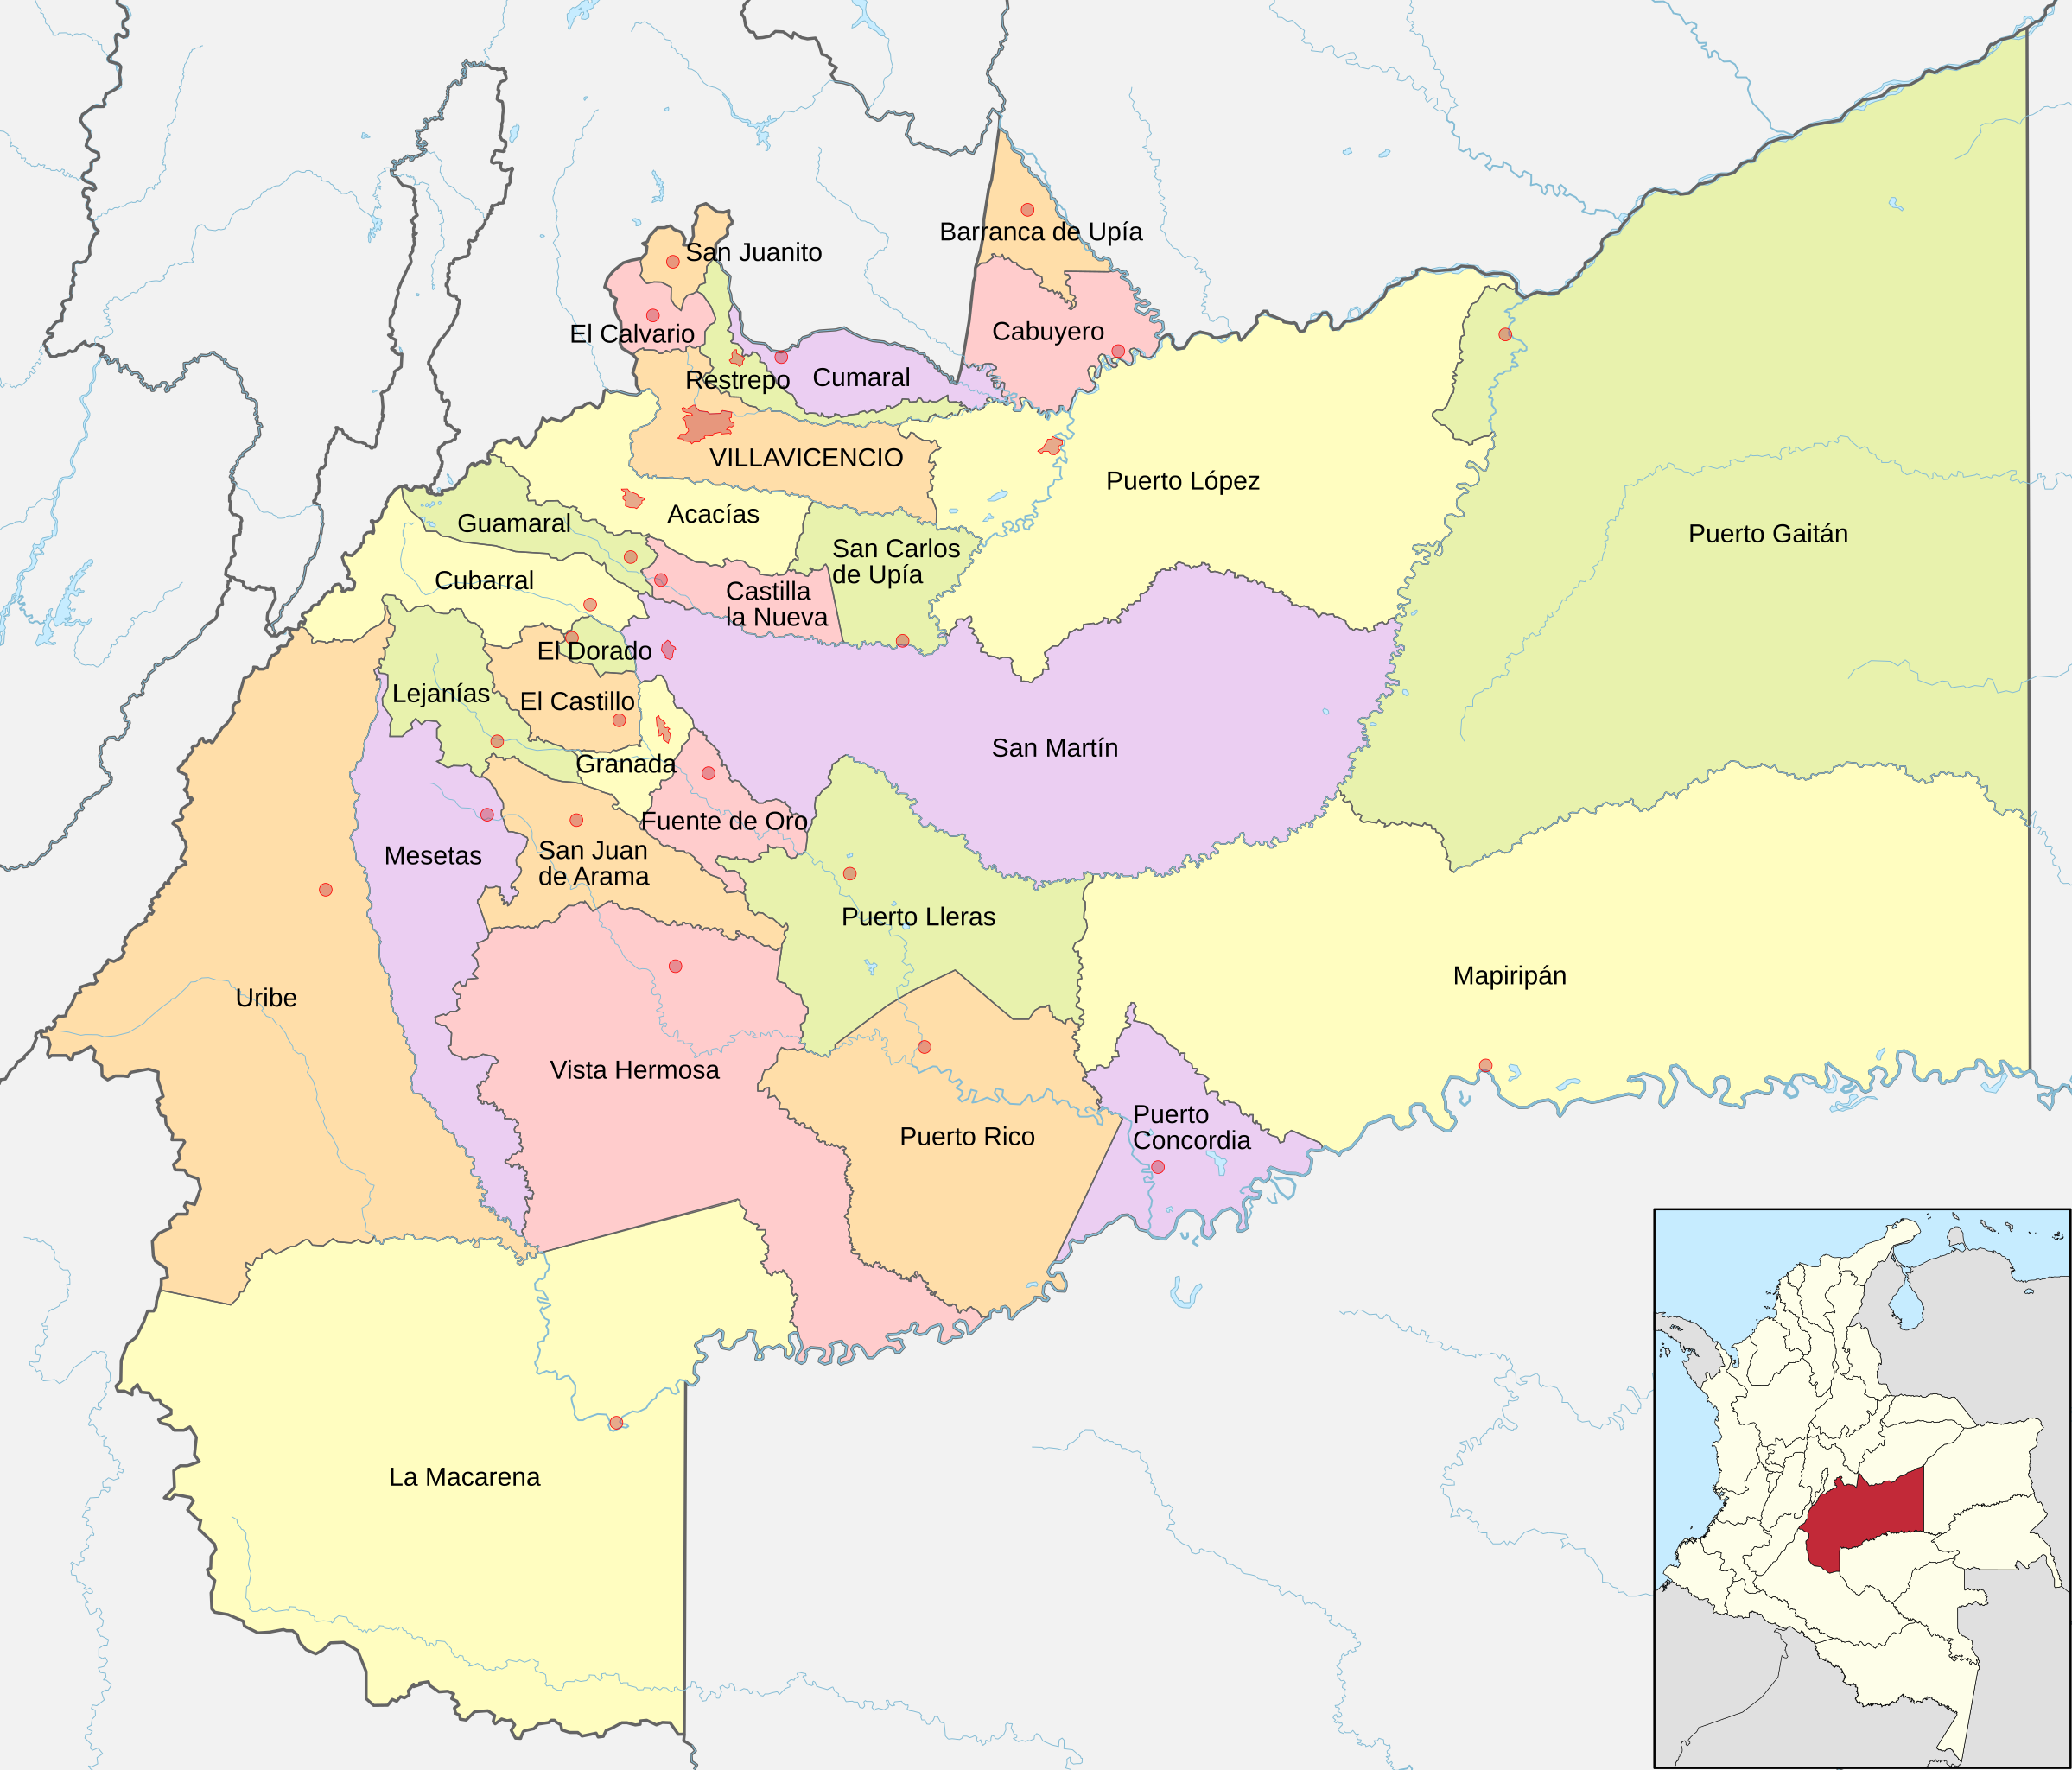 Barranca de Upía
San Juanito
Cabuyero
El Calvario
Restrepo
Cumaral
VILLAVICENCIO
Puerto López
Acacías
Guamaral
Puerto Gaitán
San Carlos
de Upía
Cubarral
Castilla
la Nueva
El Dorado
Lejanías
El Castillo
San Martín
Granada
Fuente de Oro
Mesetas
San Juan
de Arama
Puerto Lleras
Mapiripán
Uribe
Vista Hermosa
Puerto
Concordia
Puerto Rico
La Macarena